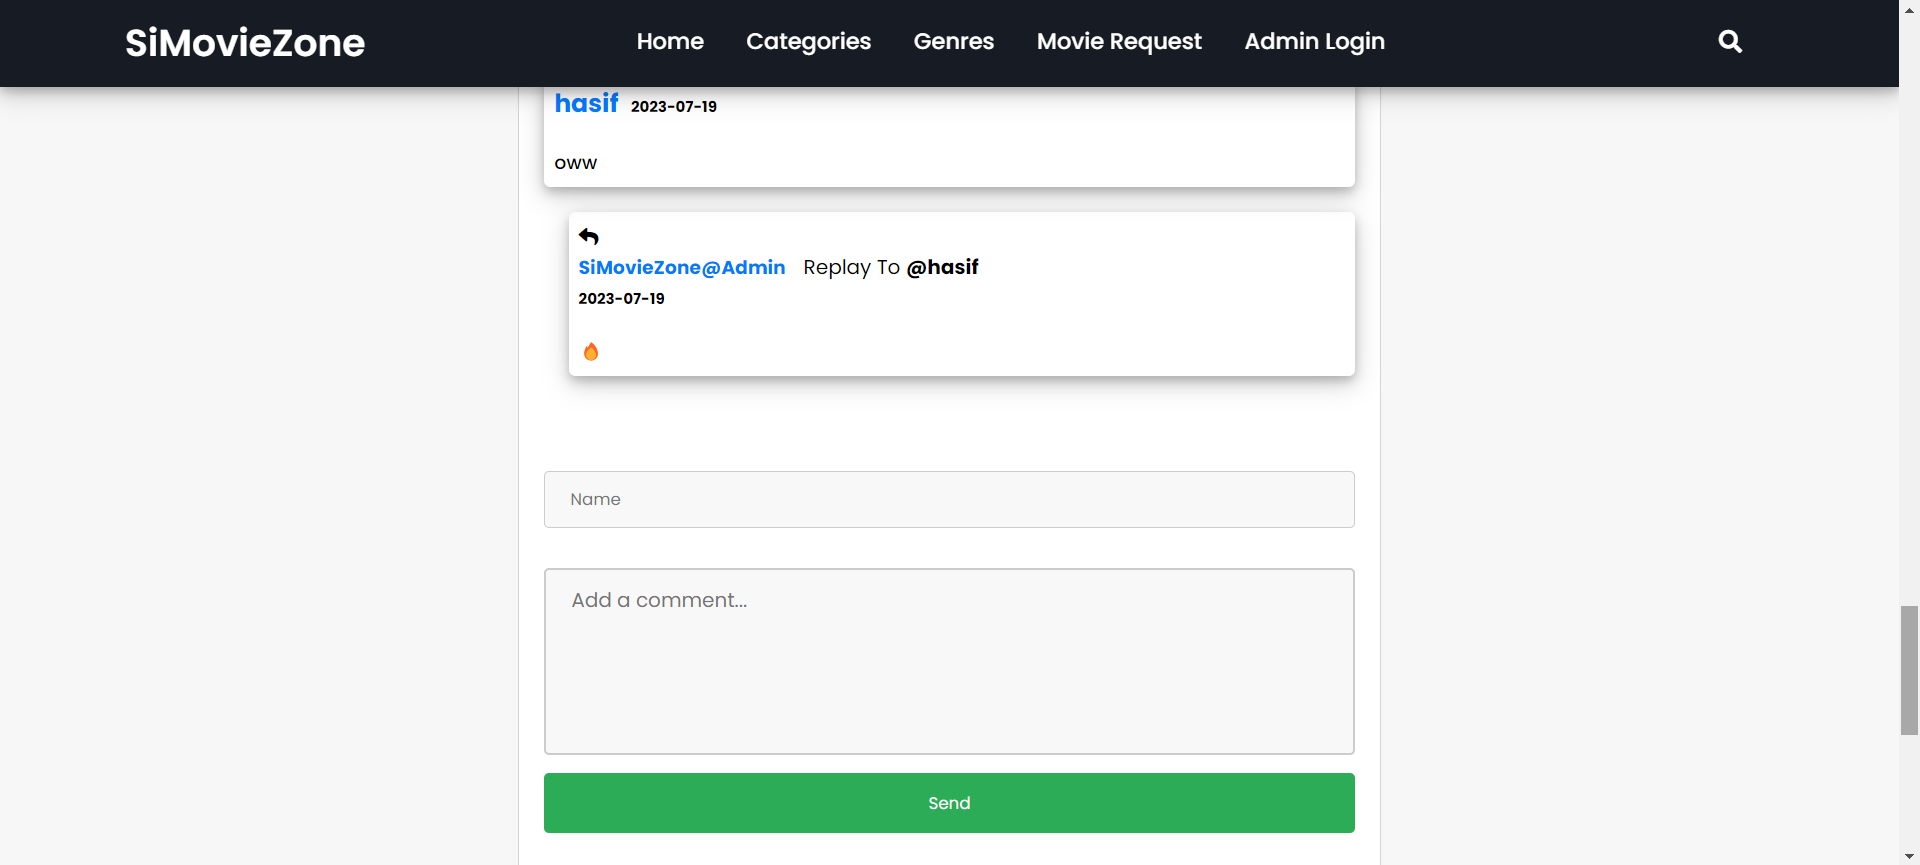 SiMovieZone Home Categories Genres Movie Request Admin Login
hasif 2023-07-19
oww
SiMovieZone@Admin Replay To @hasif
2023-07-19
🔥
Name
Add a comment...
Send